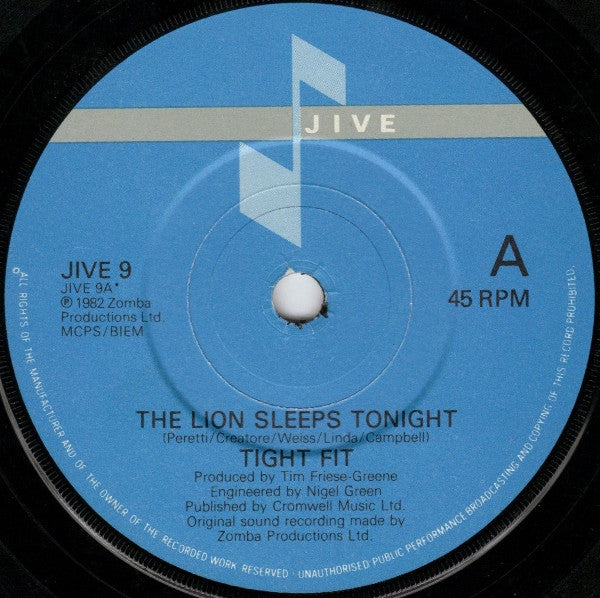 JIVE
A
JIVE 9
JIVE 9A*
℗ 1982 Zomba
Productions Ltd.
MCPS/BIEM
45 RPM
THE LION SLEEPS TONIGHT
(Peretti/Creatore/Weiss/Linda/Campbell)
TIGHT FIT
Produced by Tim Friese-Greene
Engineered by Nigel Green
Published by Cromwell Music Ltd.
Original sound recording made by
Zomba Productions Ltd.
ALL RIGHTS OF THE MANUFACTURER AND OF THE OWNER OF THE RECORDED WORK RESERVED · UNAUTHORISED PUBLIC PERFORMANCE BROADCASTING AND COPYING OF THIS RECORD PROHIBITED.